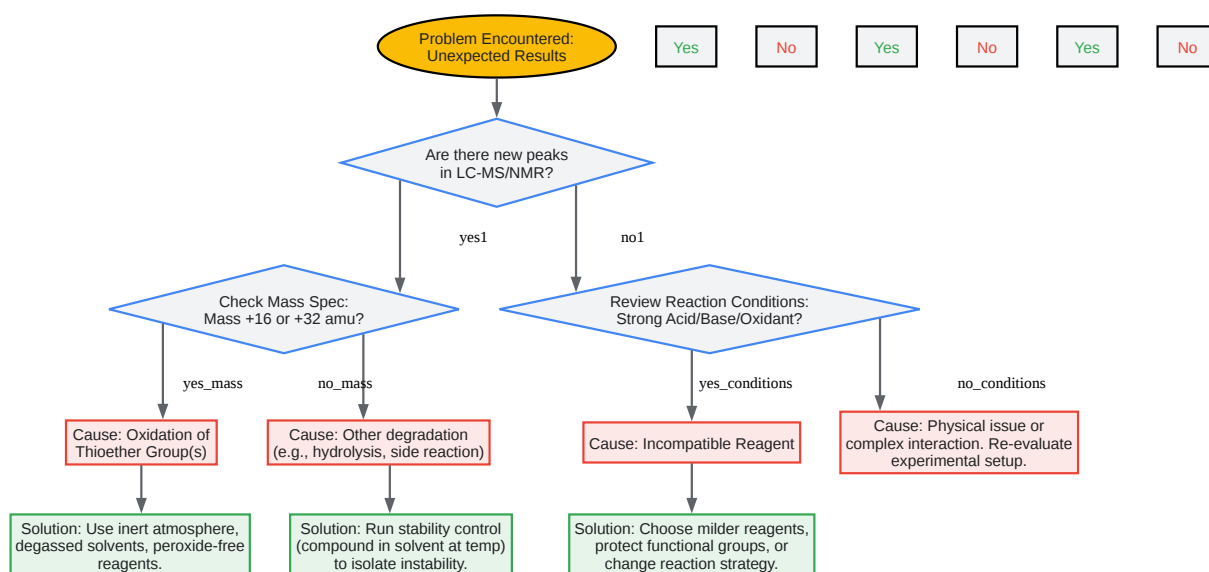 Problem Encountered:
Unexpected Results
Yes
No
Yes
No
Yes
No
Are there new peaks
in LC-MS/NMR?
yes1
no1
Check Mass Spec:
Mass +16 or +32 amu?
Review Reaction Conditions:
Strong Acid/Base/Oxidant?
yes_mass
no_mass
yes_conditions
no_conditions
Cause: Oxidation of
Thioether Group(s)
Cause: Other degradation
(e.g., hydrolysis, side reaction)
Cause: Incompatible Reagent
Cause: Physical issue or
complex interaction. Re-evaluate
experimental setup.
Solution: Use inert atmosphere,
degassed solvents, peroxide-free
reagents.
Solution: Run stability control
(compound in solvent at temp)
to isolate instability.
Solution: Choose milder reagents,
protect functional groups, or
change reaction strategy.